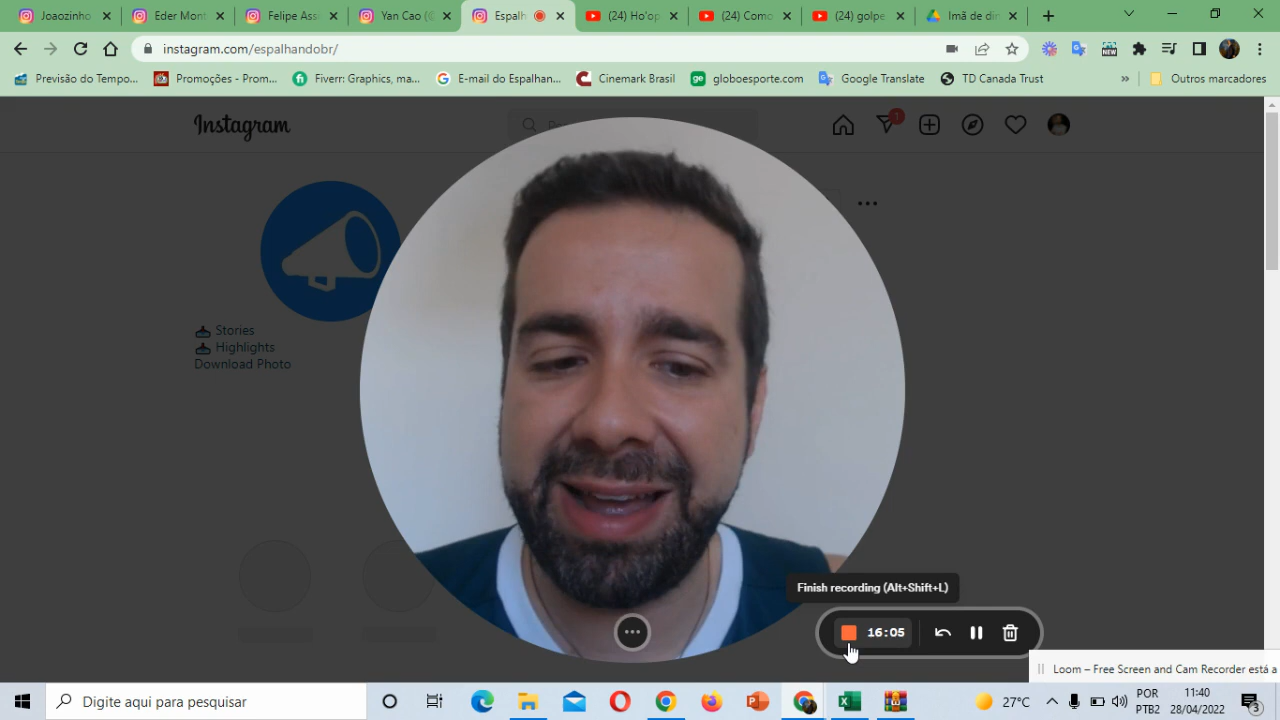 Joaozinho
Eder Mont
Felipe Ass
Yan Cao (
Espalh
(24) Ho'op
(24) Como
(24) golpe
Imã de din
instagram.com/espalhandobr/
Previsão do Tempo...
Promoções - Prom...
Fiverr: Graphics, ma...
E-mail do Espalhan...
Cinemark Brasil
globoesporte.com
Google Translate
TD Canada Trust
»
Outros marcadores
Instagram
1
Stories
Highlights
Download Photo
Finish recording (Alt+Shift+L)
16:05
Loom – Free Screen and Cam Recorder está a
Digite aqui para pesquisar
27°C
POR
PTB2
11:40
28/04/2022
3